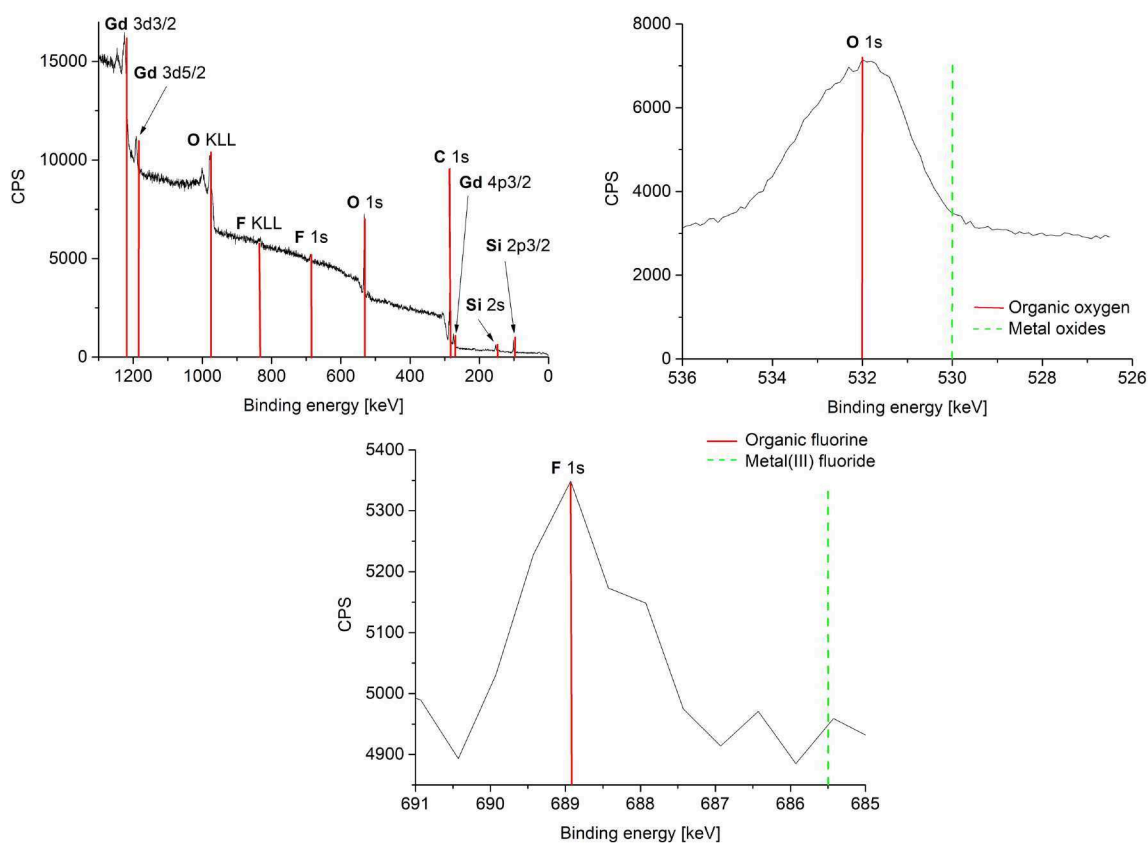 Gd 3d3/2
Gd 3d5/2
O KLL
F KLL
F 1s
O 1s
C 1s
Gd 4p3/2
Si 2p3/2
Si 2s
15000
10000
5000
0
CPS
1200
1000
800
600
400
200
0
Binding energy [keV]
O 1s
8000
7000
6000
5000
4000
3000
2000
CPS
Organic oxygen
Metal oxides
536
534
532
530
528
526
Binding energy [keV]
Organic fluorine
Metal(III) fluoride
F 1s
5400
5300
5200
5100
5000
4900
CPS
691
690
689
688
687
686
685
Binding energy [keV]